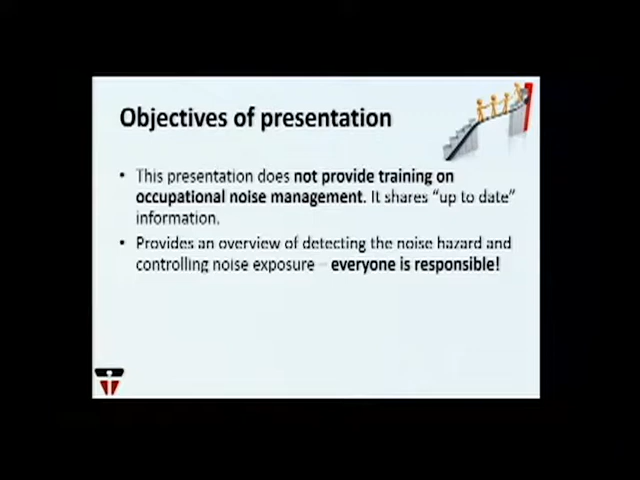 Objectives of presentation
• This presentation does not provide training on
occupational noise management. It shares “up to date”
information.
• Provides an overview of detecting the noise hazard and
controlling noise exposure – everyone is responsible!